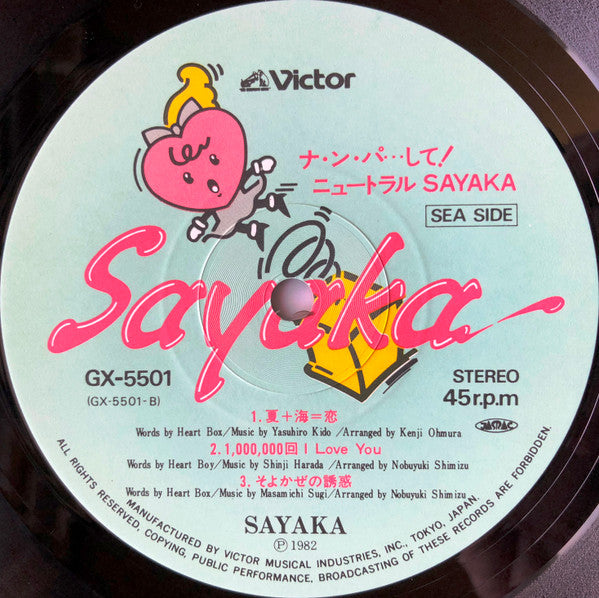 Victor
ナ・ン・パ…して!
ニュートラル SAYAKA
SEA SIDE
Sayaka
GX-5501
(GX-5501-B)
STEREO
45r.p.m
JASRAC
1.夏+海=恋
Words by Heart Box/Music by Yasuhiro Kido /Arranged by Kenji Ohmura
2.1,000,000回 I Love You
Words by Heart Boy/Music by Shinji Harada /Arranged by Nobuyuki Shimizu
3.そよかぜの誘惑
Words by Heart Box/Music by Masamichi Sugi/Arranged by Nobuyuki Shimizu
SAYAKA
Ⓟ 1982
MANUFACTURED BY VICTOR MUSICAL INDUSTRIES, INC., TOKYO, JAPAN.
ALL RIGHTS RESERVED, COPYING, PUBLIC PERFORMANCE, BROADCASTING OF THESE RECORDS ARE FORBIDDEN.